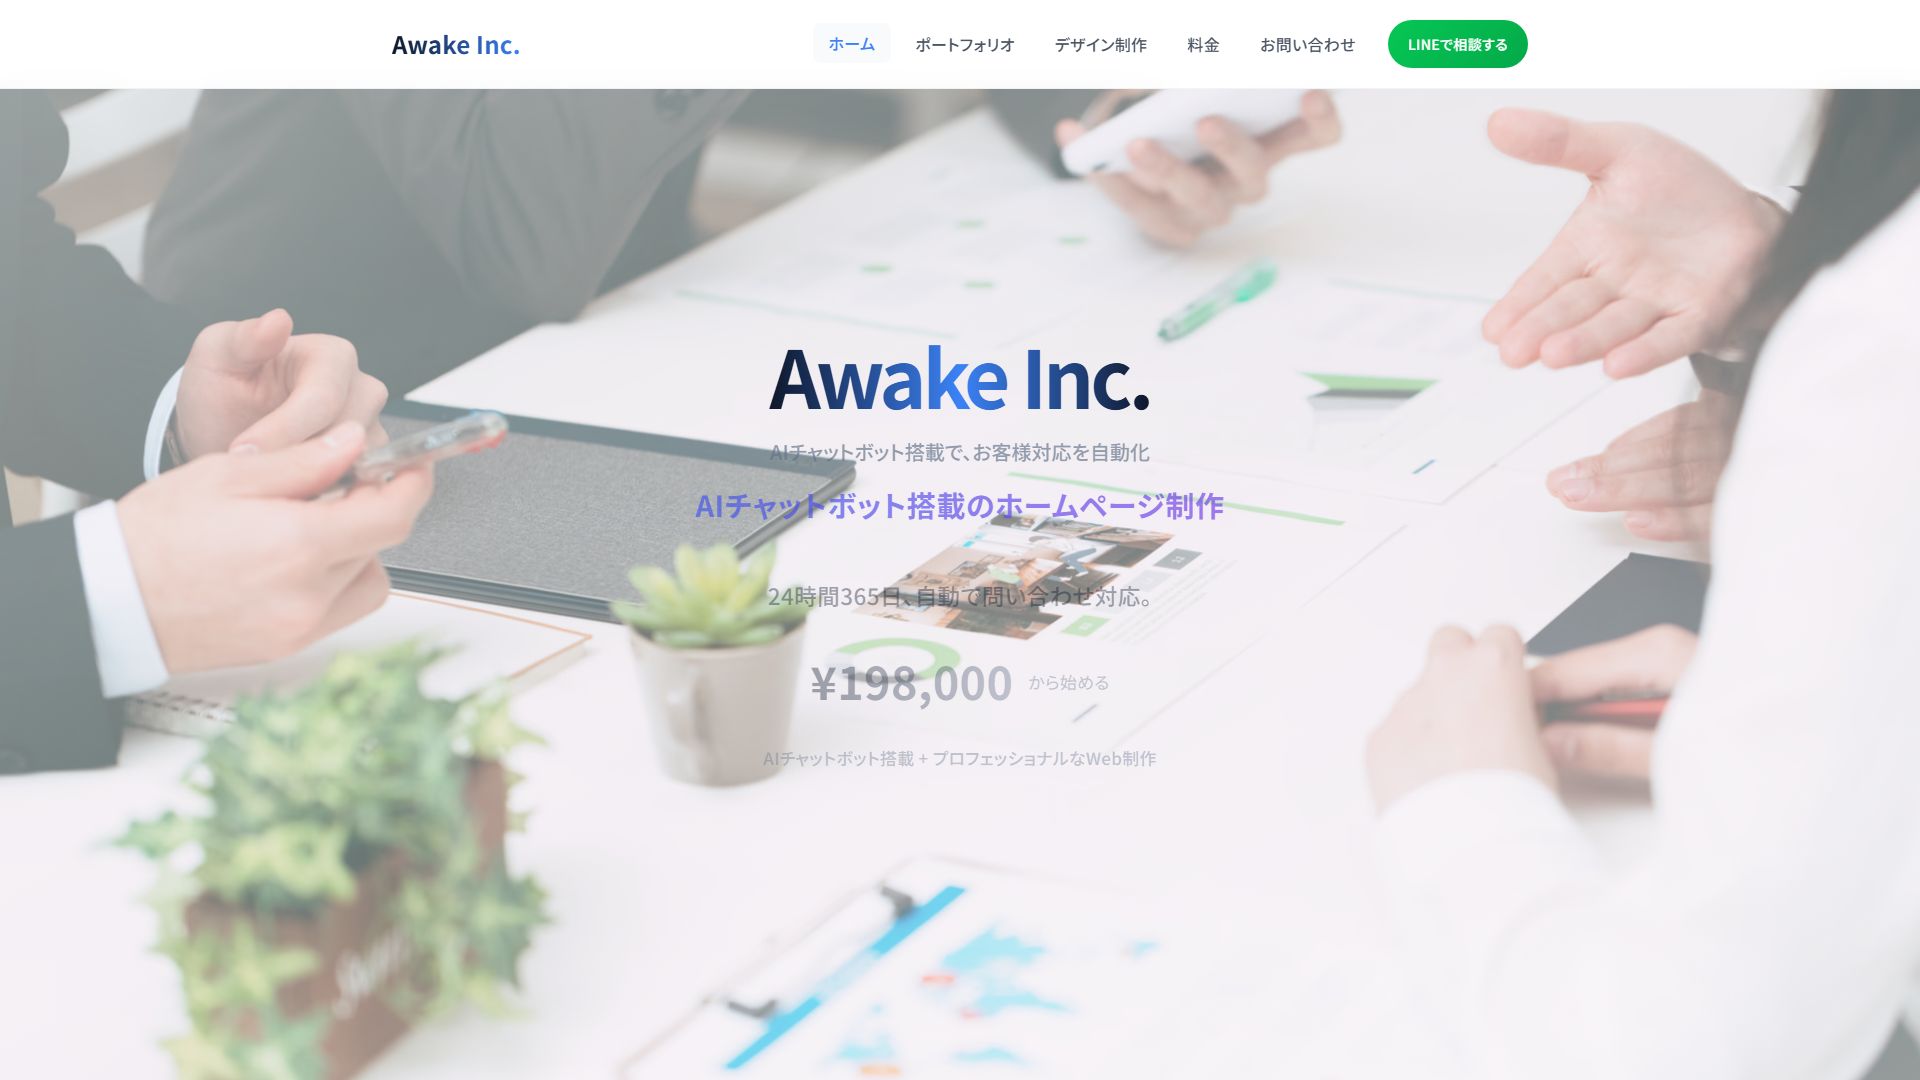 Awake Inc.
ホーム
ポートフォリオ
デザイン制作
料金
お問い合わせ
LINEで相談する
Awake Inc.
AIチャットボット搭載で、お客様対応を自動化
AIチャットボット搭載のホームページ制作
24時間365日、自動で問い合わせ対応。
¥198,000 から始める
AIチャットボット搭載 + プロフェッショナルなWeb制作